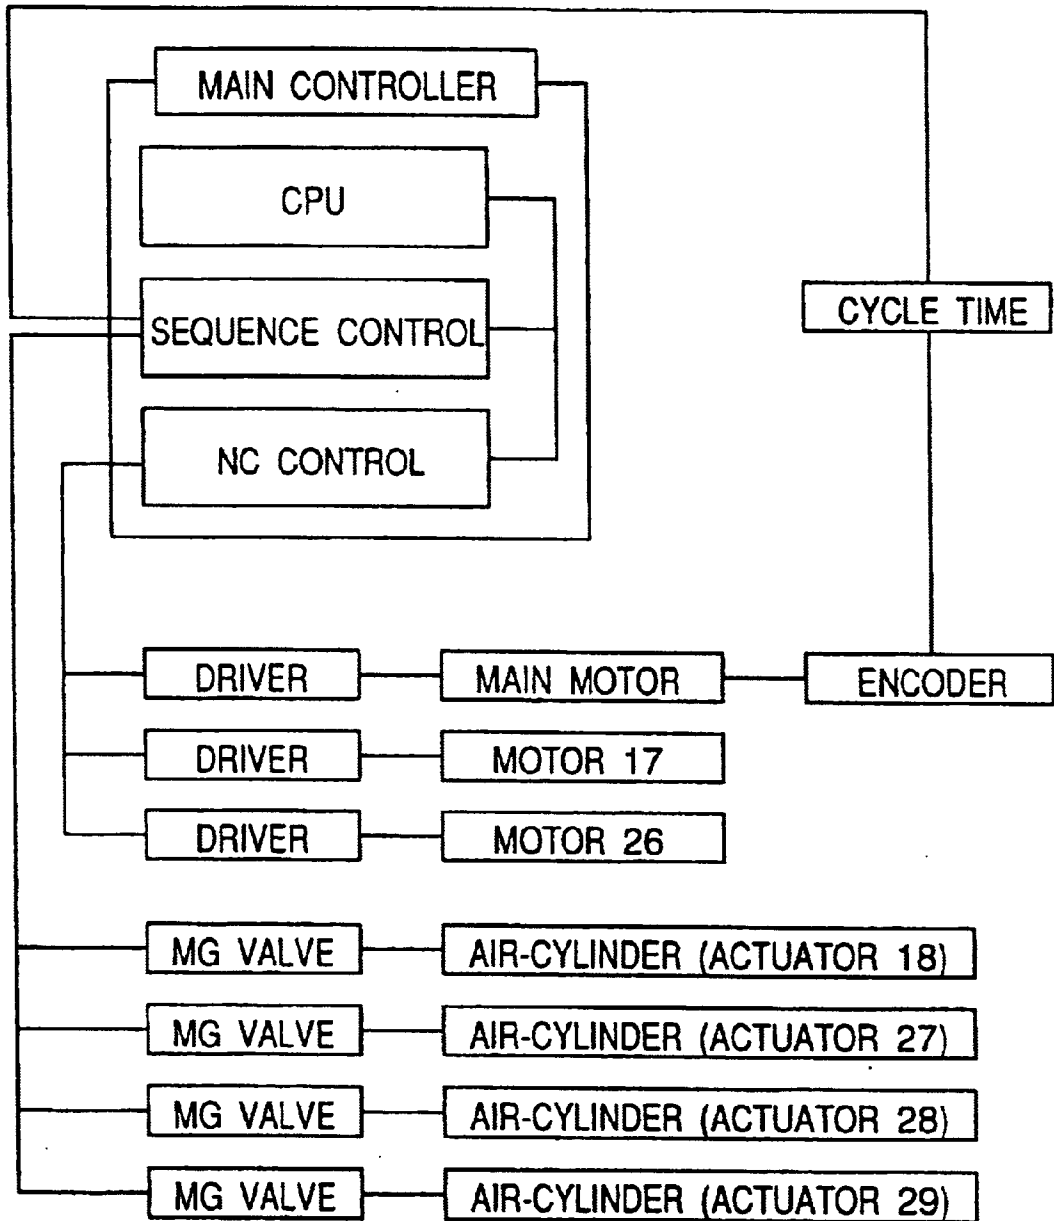 MAIN CONTROLLER
CPU
SEQUENCE CONTROL
CYCLE TIME
NC CONTROL
DRIVER MAIN MOTOR ENCODER
DRIVER MOTOR 17
DRIVER MOTOR 26
MG VALVE AIR-CYLINDER (ACTUATOR 18)
MG VALVE AIR-CYLINDER (ACTUATOR 27)
MG VALVE AIR-CYLINDER (ACTUATOR 28)
MG VALVE AIR-CYLINDER (ACTUATOR 29)